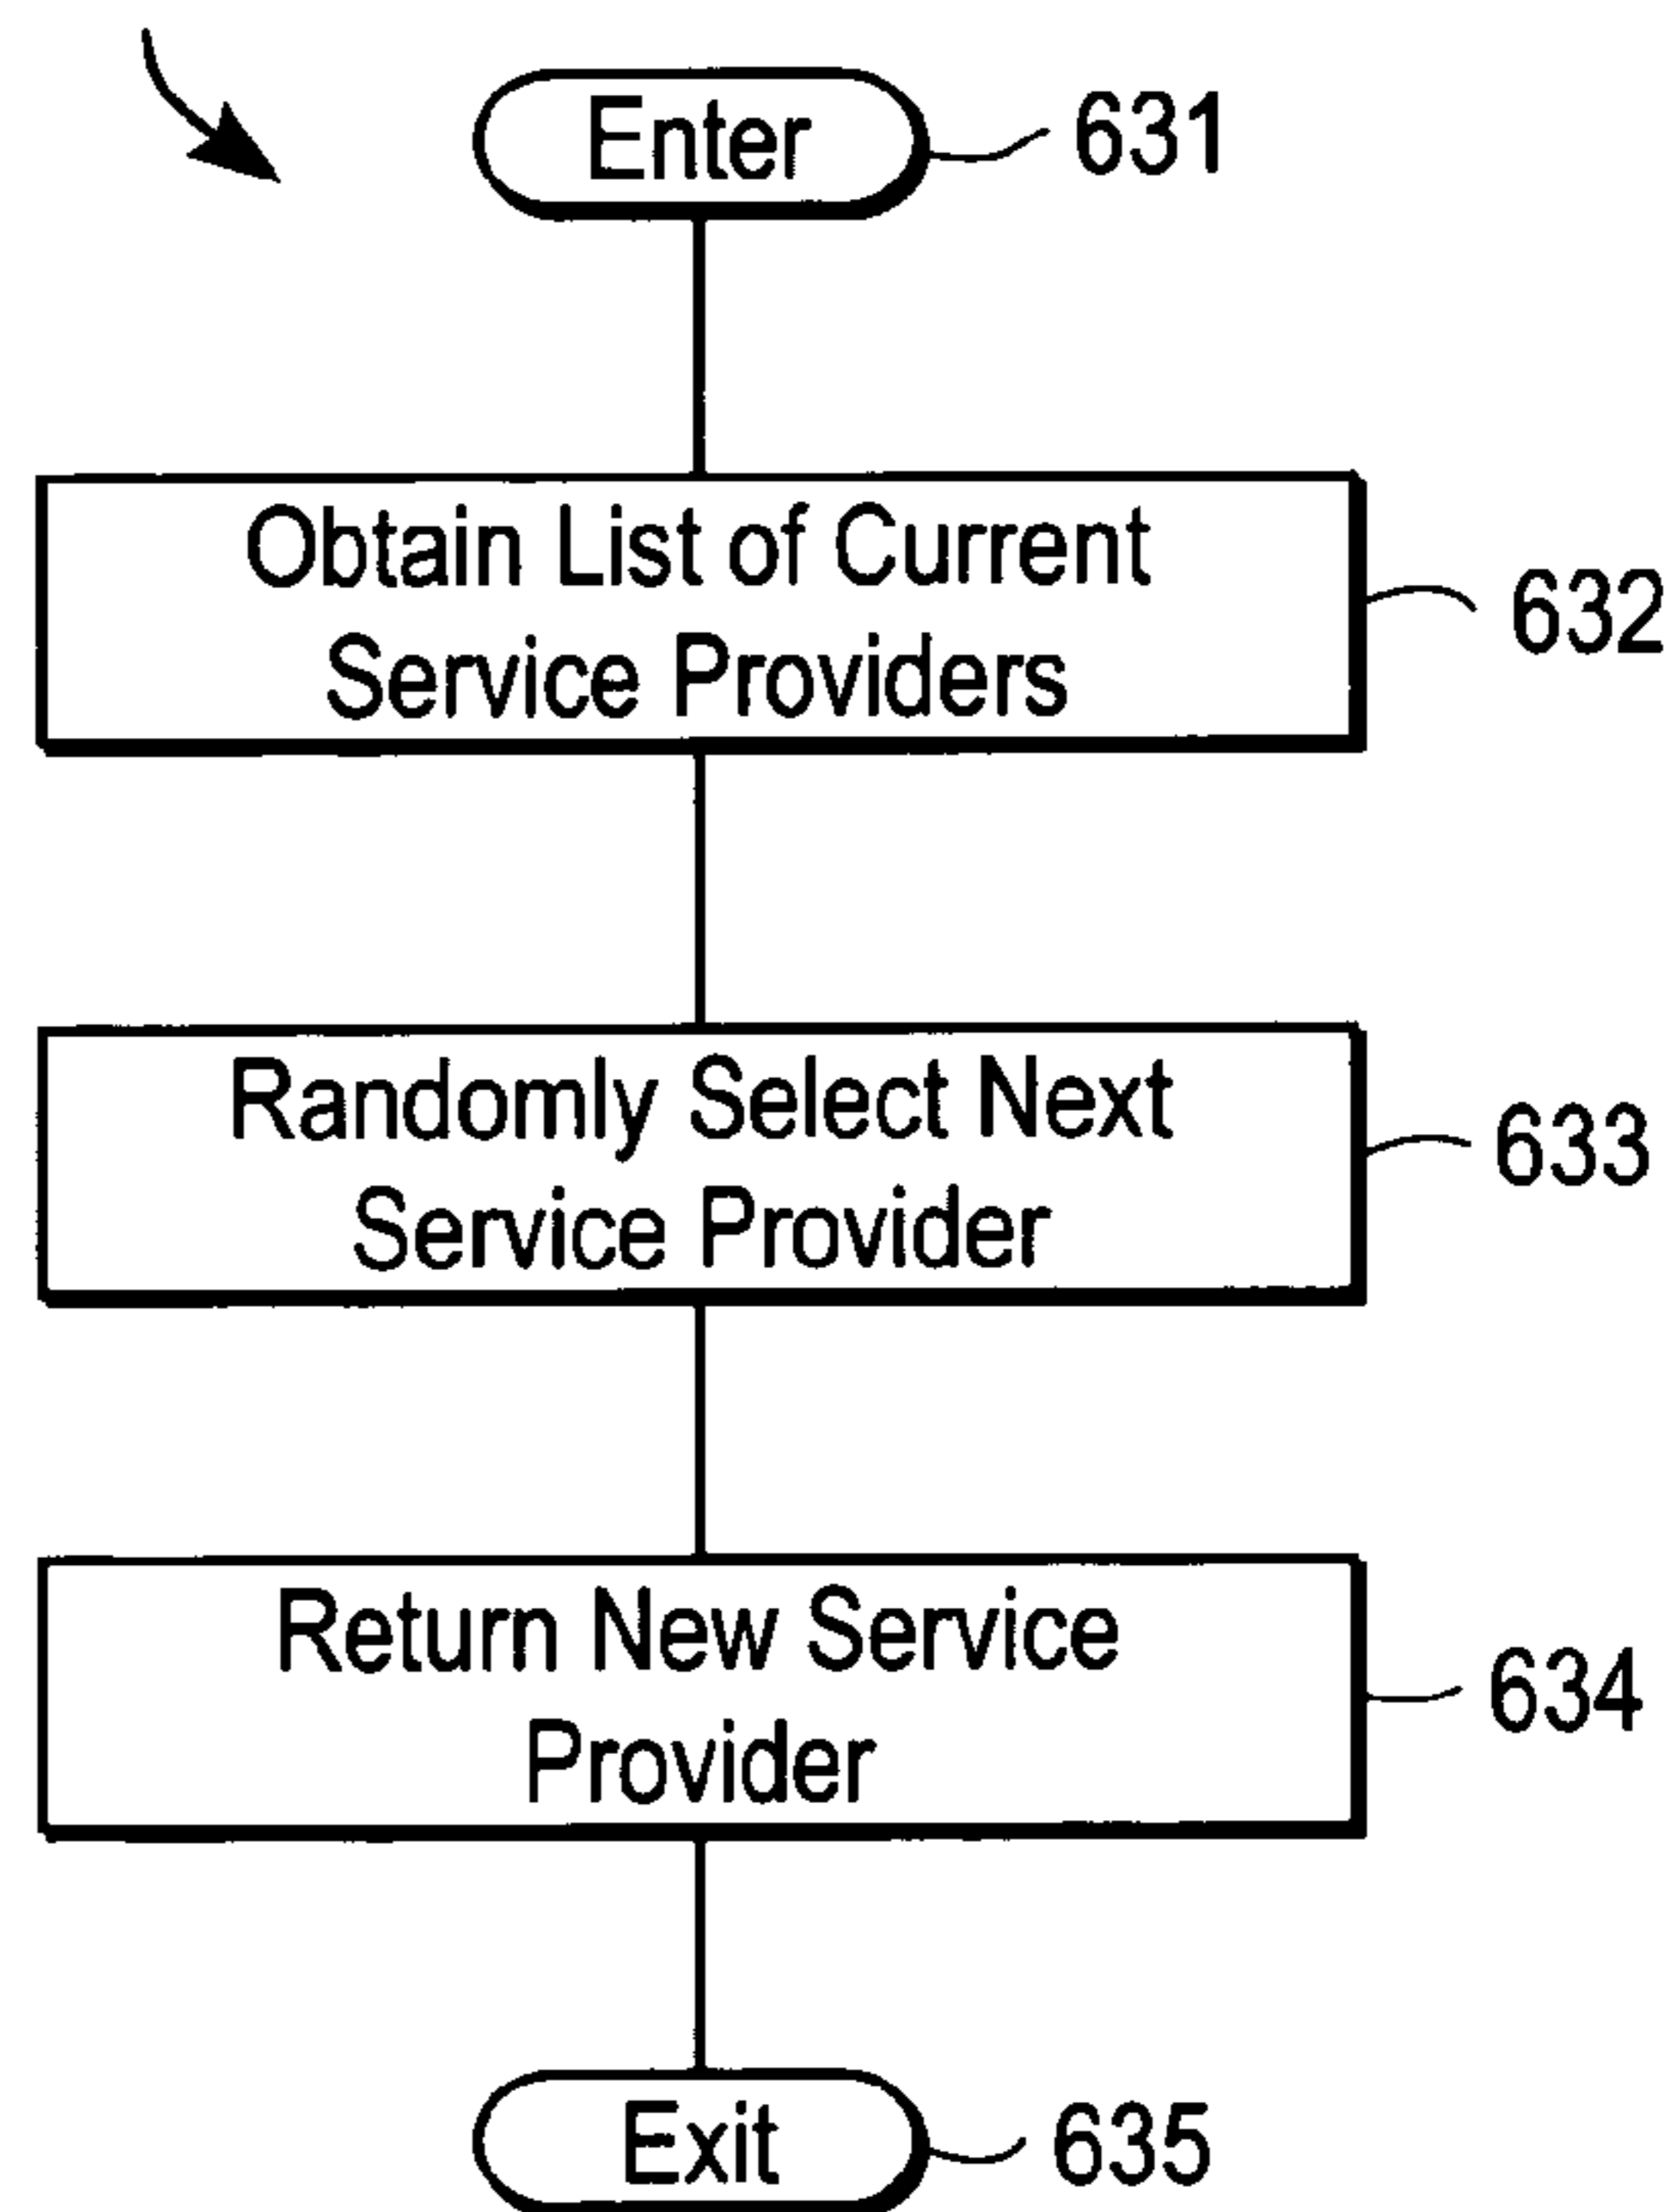 Enter
631
Obtain List of Current
Service Providers
632
Randomly Select Next
Service Provider
633
Return New Service
Provider
634
Exit
635